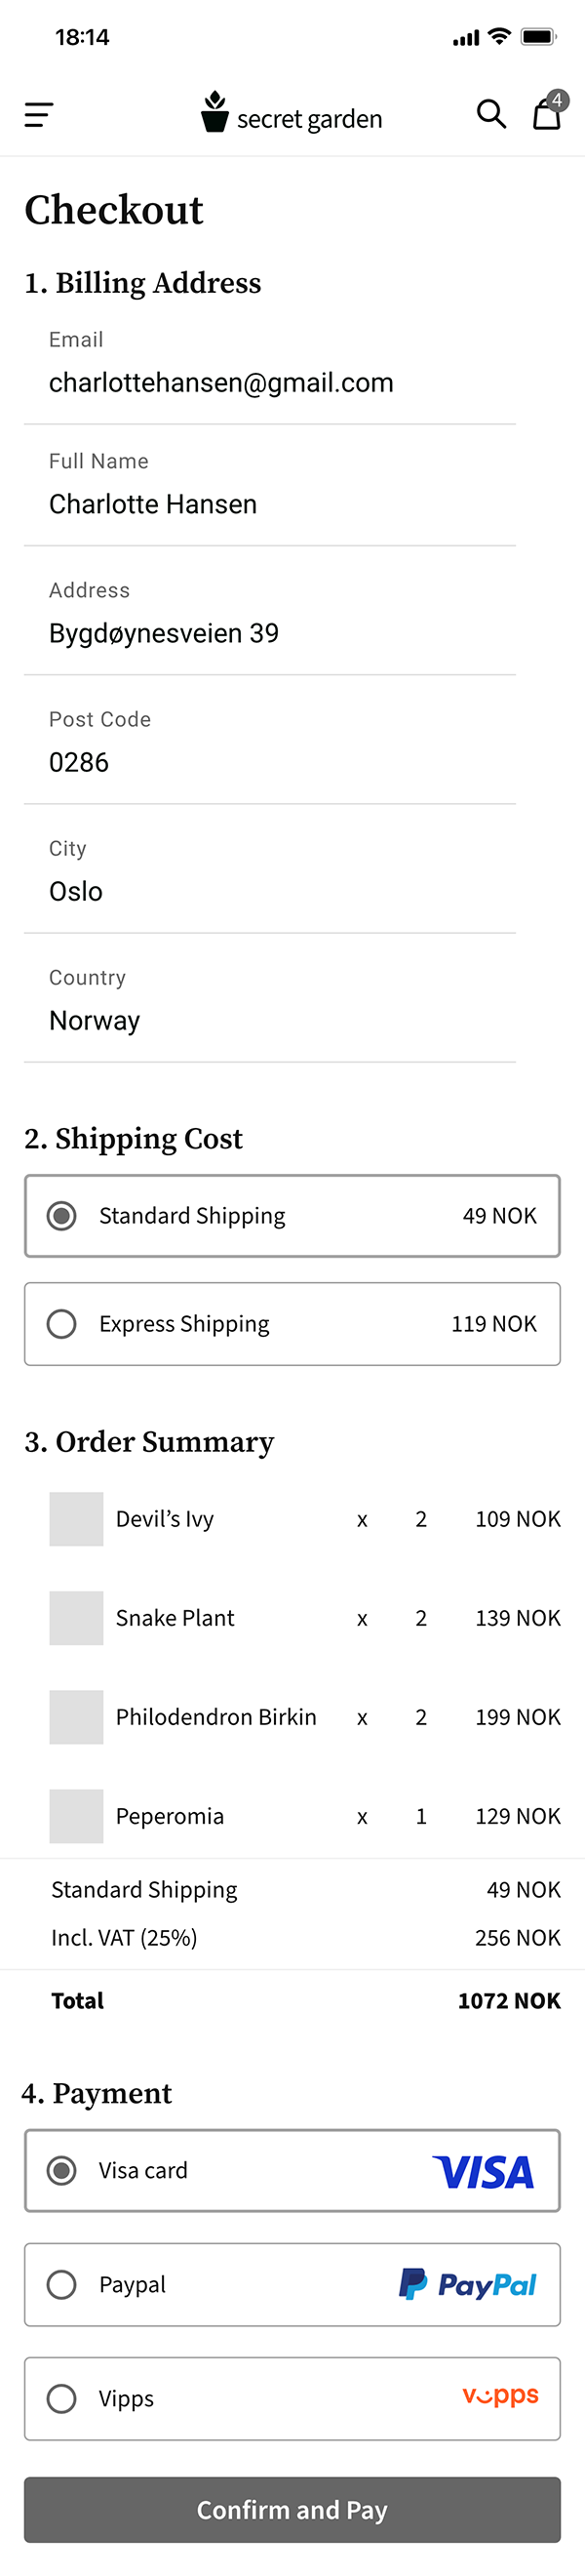 18:14
secret garden
4
Checkout
1. Billing Address
Email
charlottehansen@gmail.com
Full Name
Charlotte Hansen
Address
Bygdøynesveien 39
Post Code
0286
City
Oslo
Country
Norway
2. Shipping Cost
Standard Shipping 49 NOK
Express Shipping 119 NOK
3. Order Summary
Devil’s Ivy x 2 109 NOK
Snake Plant x 2 139 NOK
Philodendron Birkin x 2 199 NOK
Peperomia x 1 129 NOK
Standard Shipping 49 NOK
Incl. VAT (25%) 256 NOK
Total 1072 NOK
4. Payment
Visa card VISA
Paypal PayPal
Vipps vipps
Confirm and Pay